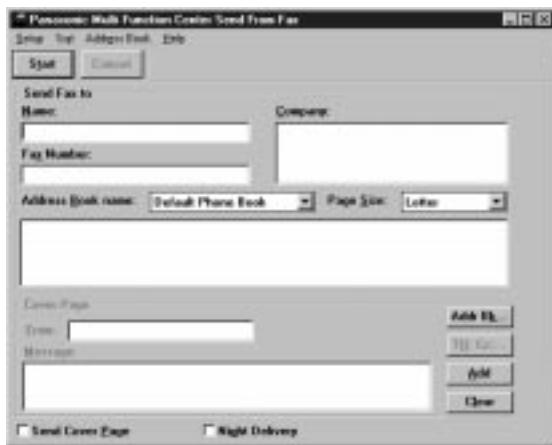 Panasonic Multi Function Center Send From Fax
Setup Address Book Help
Start Cancel
Send Fax to
Name: Company:
Fax Number:
Address Book name: Default Phone Book Page Size: Letter
Cover Page
From:
Message:
Add
Clear
Send Cover Page Night Delivery